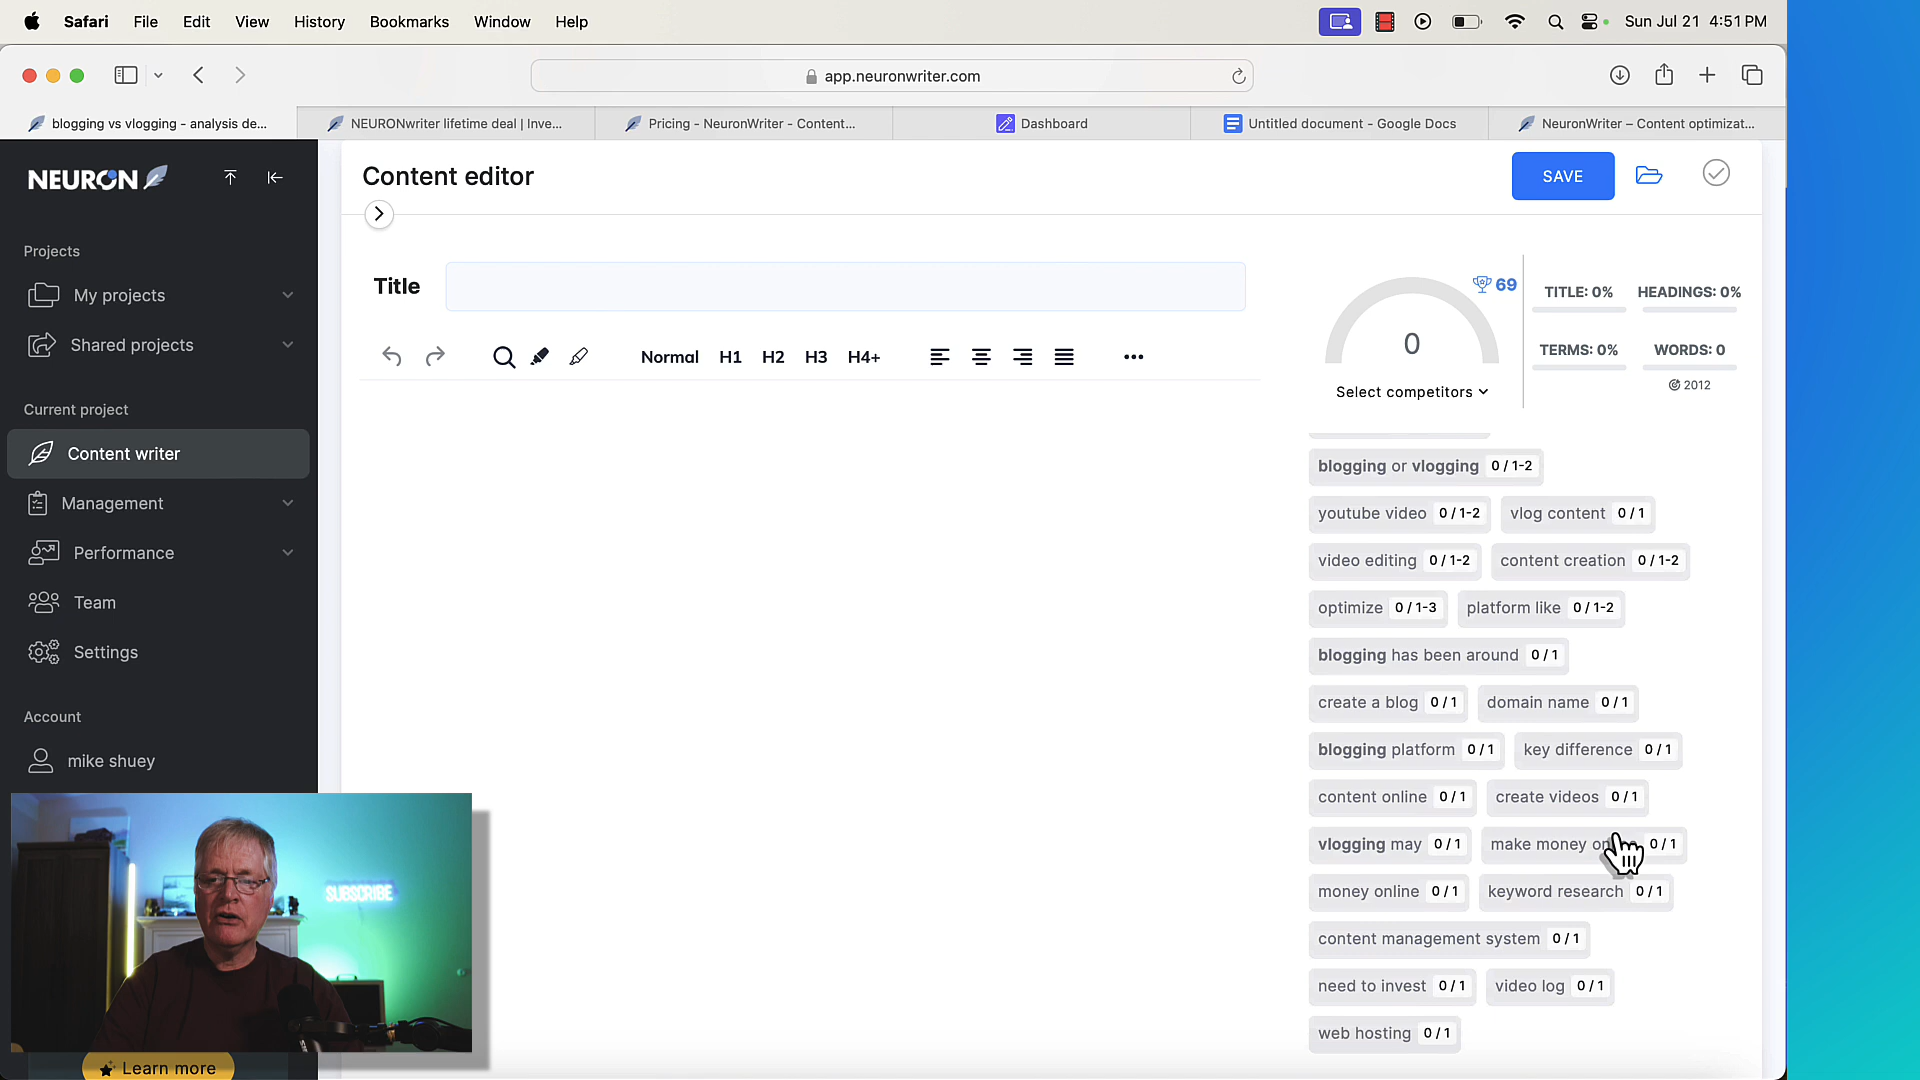 Safari File Edit View History Bookmarks Window Help Sun Jul 21 4:51 PM
app.neuronwriter.com
blogging vs vlogging - analysis de... NEURONwriter lifetime deal | Inve... Pricing - NeuronWriter - Content... Dashboard Untitled document - Google Docs NeuronWriter – Content optimizat...
NEURON
Content editor
SAVE
Projects
My projects
Shared projects
Current project
Content writer
Management
Performance
Team
Settings
Account
mike shuey
Learn more
SUBSCRIBE
Title
Normal H1 H2 H3 H4+
69
0
Select competitors
TITLE: 0% HEADINGS: 0%
TERMS: 0% WORDS: 0
2012
blogging or vlogging 0 / 1-2
youtube video 0 / 1-2 vlog content 0 / 1
video editing 0 / 1-2 content creation 0 / 1-2
optimize 0 / 1-3 platform like 0 / 1-2
blogging has been around 0 / 1
create a blog 0 / 1 domain name 0 / 1
blogging platform 0 / 1 key difference 0 / 1
content online 0 / 1 create videos 0 / 1
vlogging may 0 / 1 make money 0 / 1
money online 0 / 1 keyword research 0 / 1
content management system 0 / 1
need to invest 0 / 1 video log 0 / 1
web hosting 0 / 1